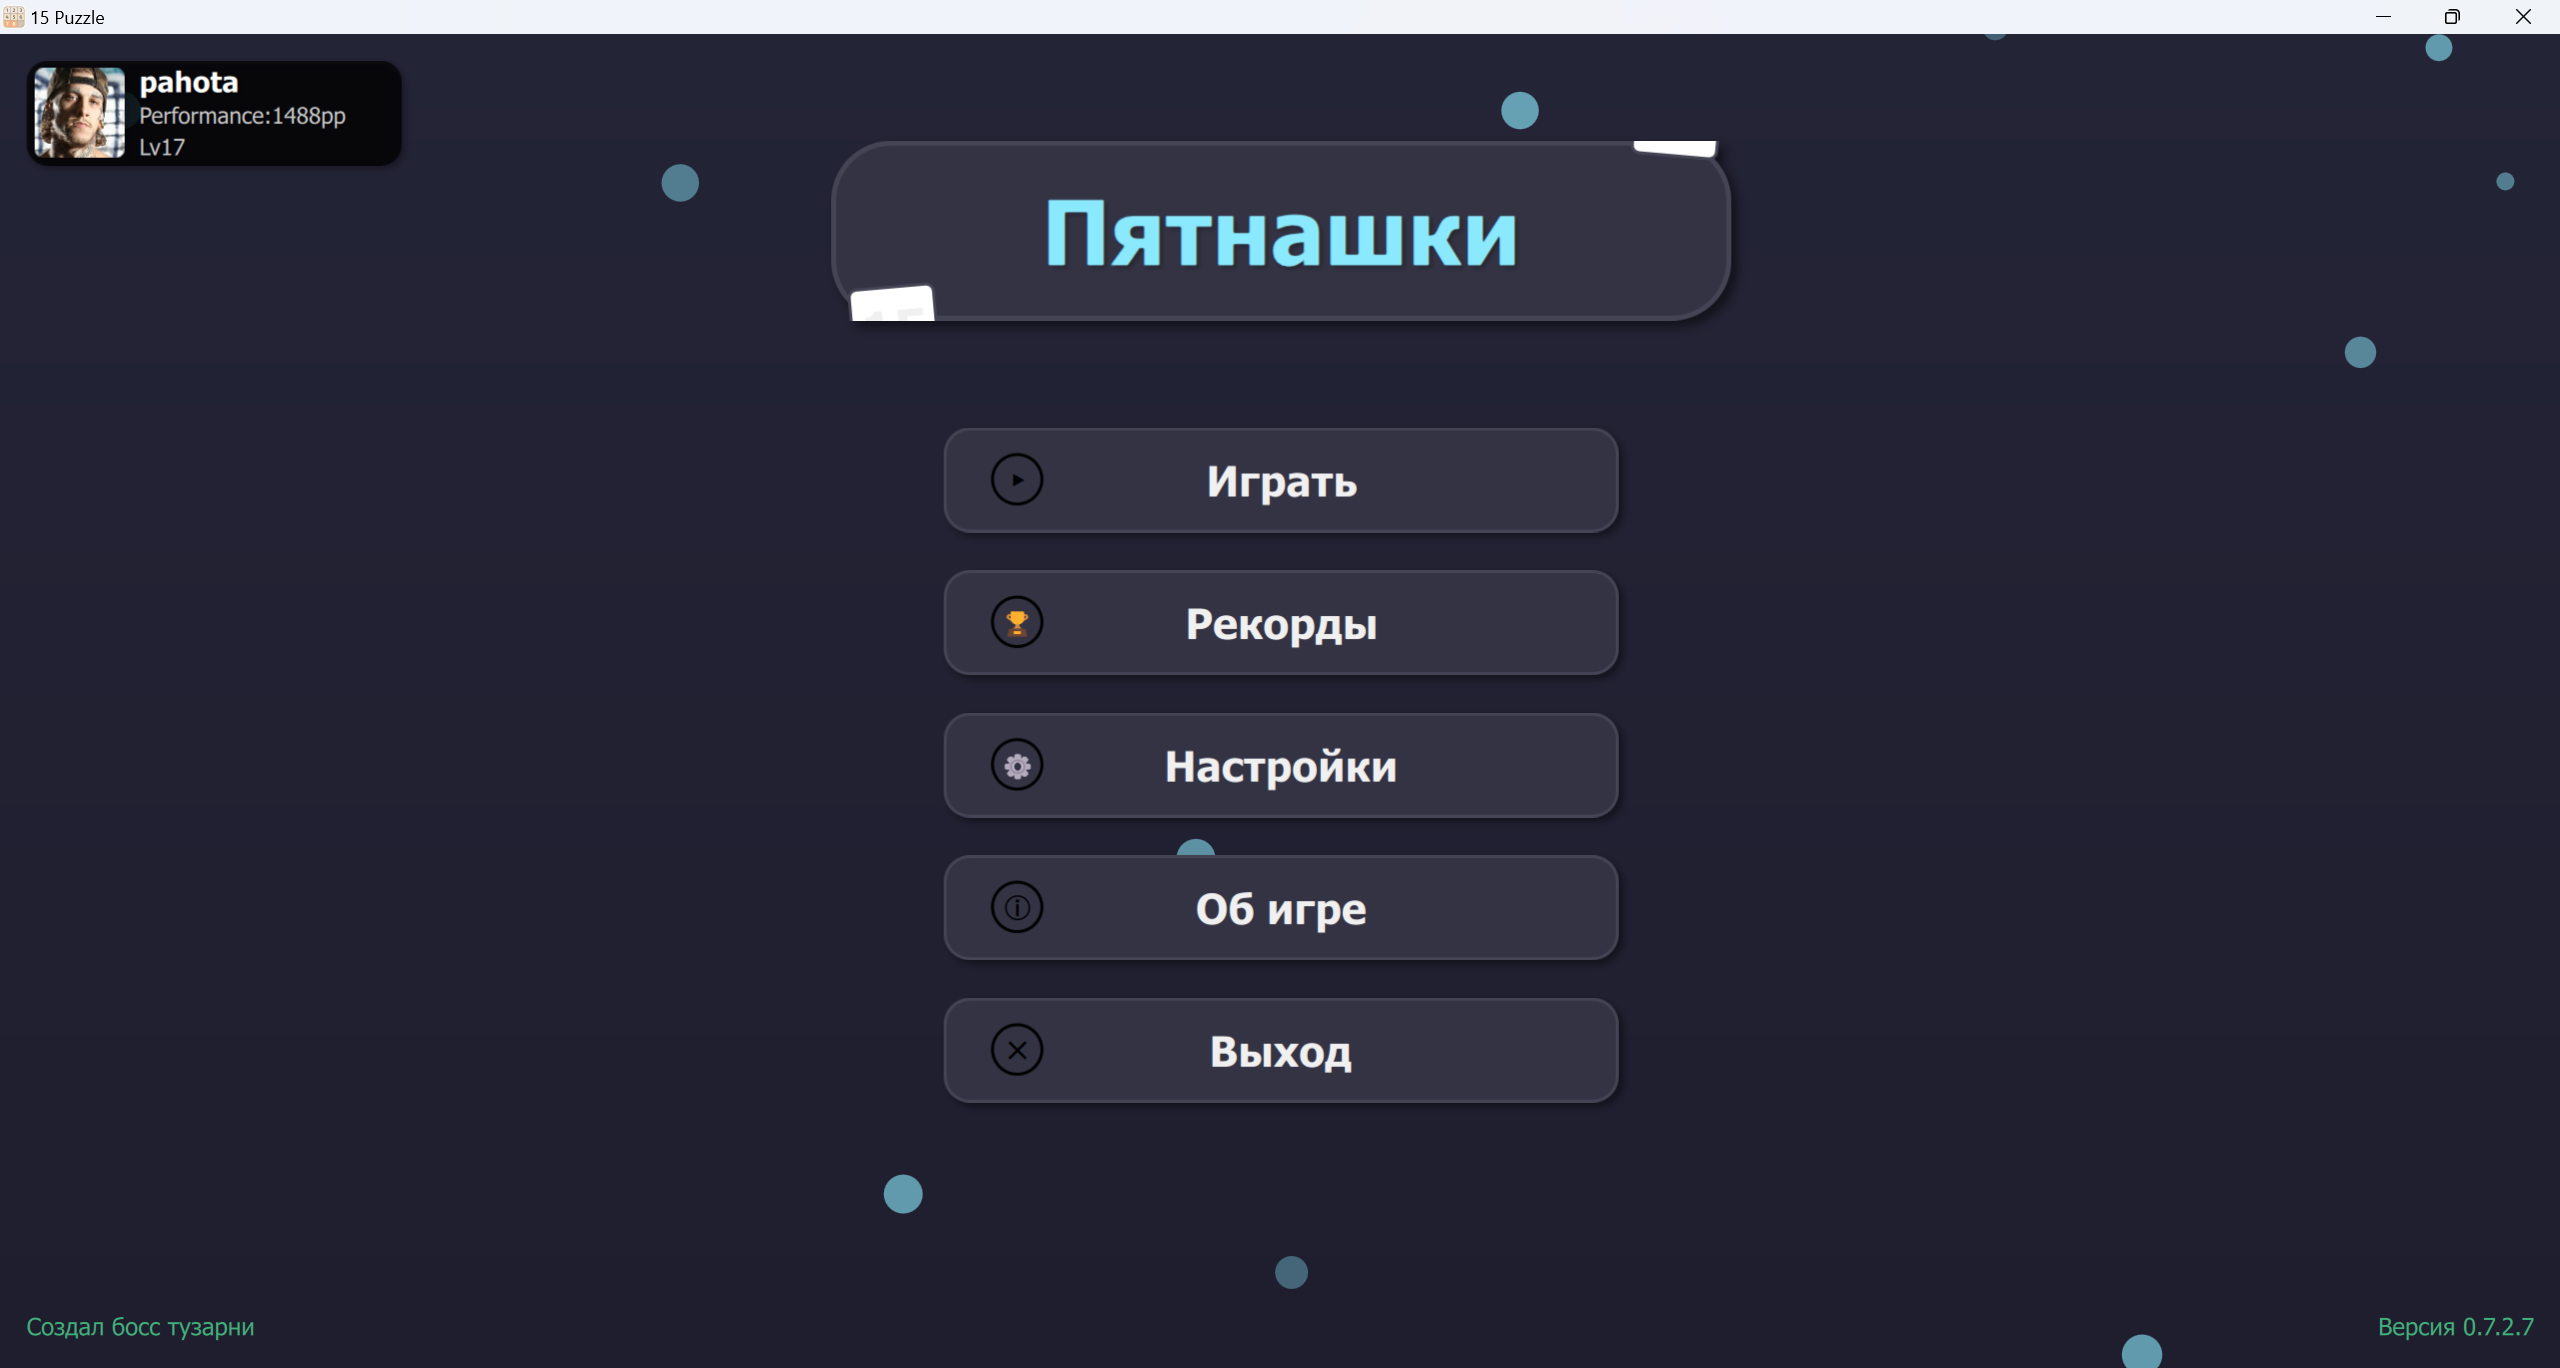 15 Puzzle
pahota
Performance:1488pp
Lv17
Пятнашки
15
Играть
Рекорды
Настройки
Об игре
Выход
Создал босс тузарни
Версия 0.7.2.7